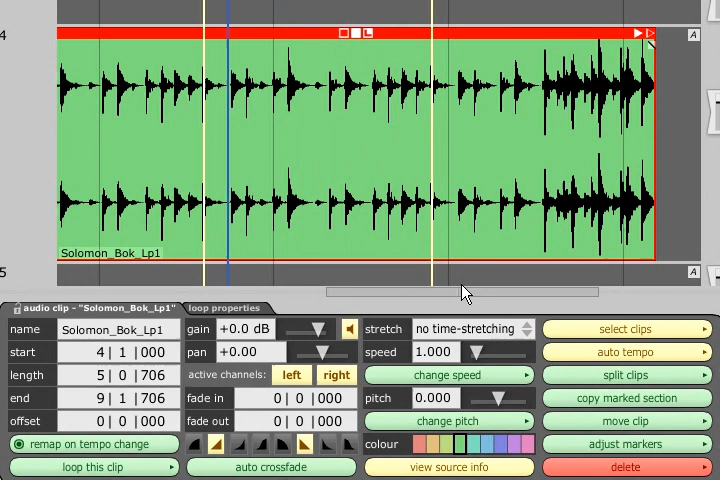 4
A
Solomon_Bok_Lp1
5
A
audio clip - "Solomon_Bok_Lp1"
loop properties
name
Solomon_Bok_Lp1
gain
+0.0 dB
stretch
no time-stretching
select clips
start
4| 1 |000
pan
+0.00
speed
1.000
auto tempo
length
5| 0 |706
active channels:
left
right
change speed
split clips
end
9| 1 |706
fade in
0| 0 |000
pitch
0.000
copy marked section
offset
0| 0 |000
fade out
0| 0 |000
change pitch
move clip
remap on tempo change
colour
adjust markers
loop this clip
auto crossfade
view source info
delete